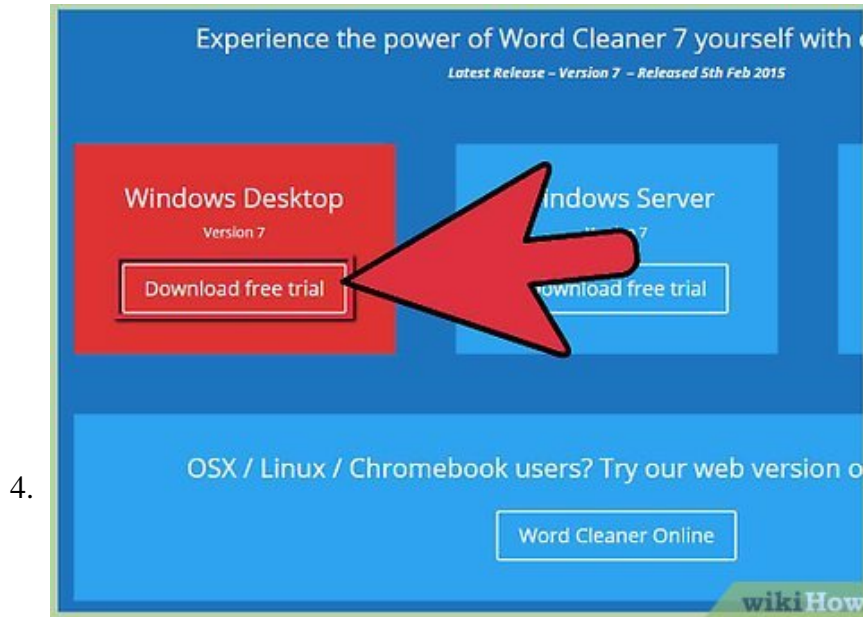 Experience the power of Word Cleaner 7 yourself with
Latest Release – Version 7 – Released 5th Feb 2015
Windows Desktop
Version 7
Download free trial
indows Server
7
ownload free trial
OSX / Linux / Chromebook users? Try our web version o
Word Cleaner Online
4.
wikiHow